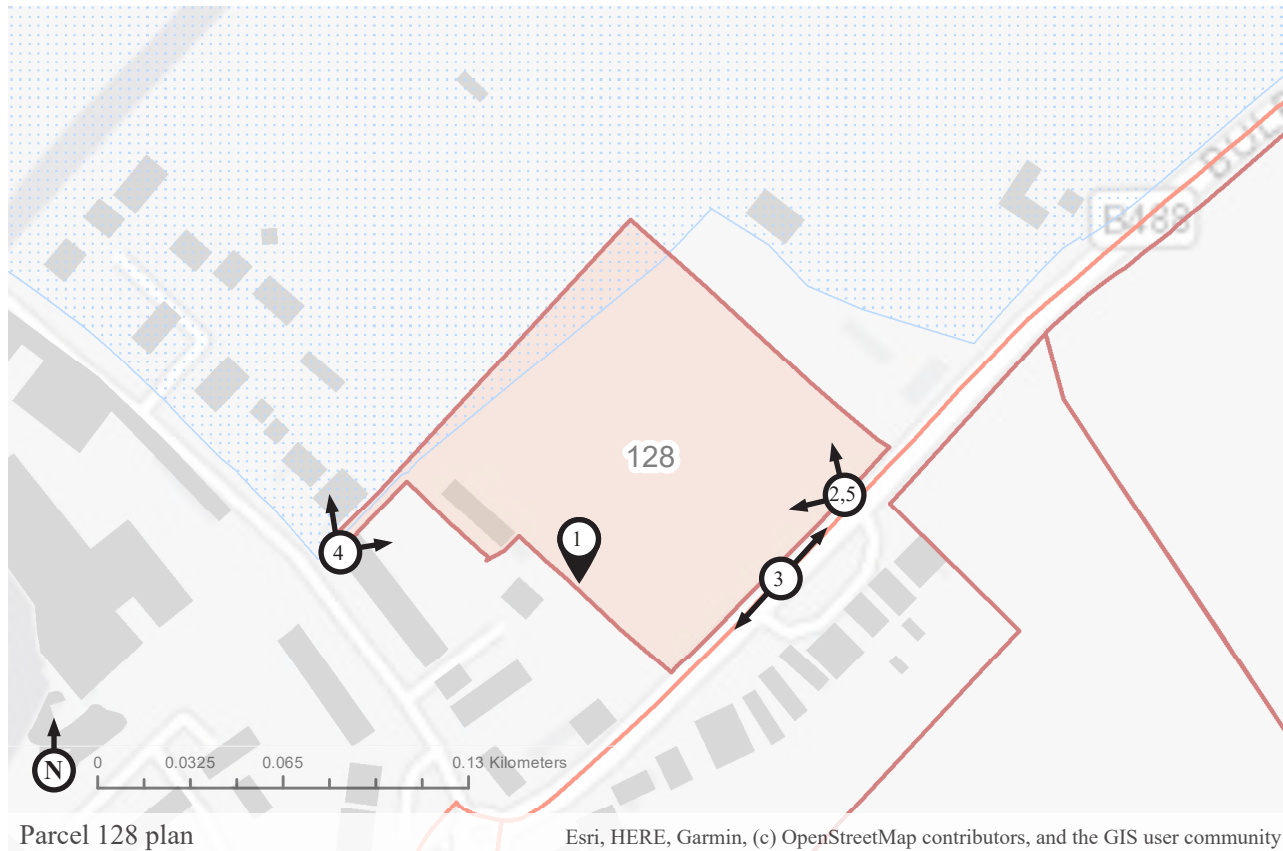 BULB
B488
128
2,5
1
4
3
N
0 0.0325 0.065 0.13 Kilometers
Parcel 128 plan
Esri, HERE, Garmin, (c) OpenStreetMap contributors, and the GIS user community